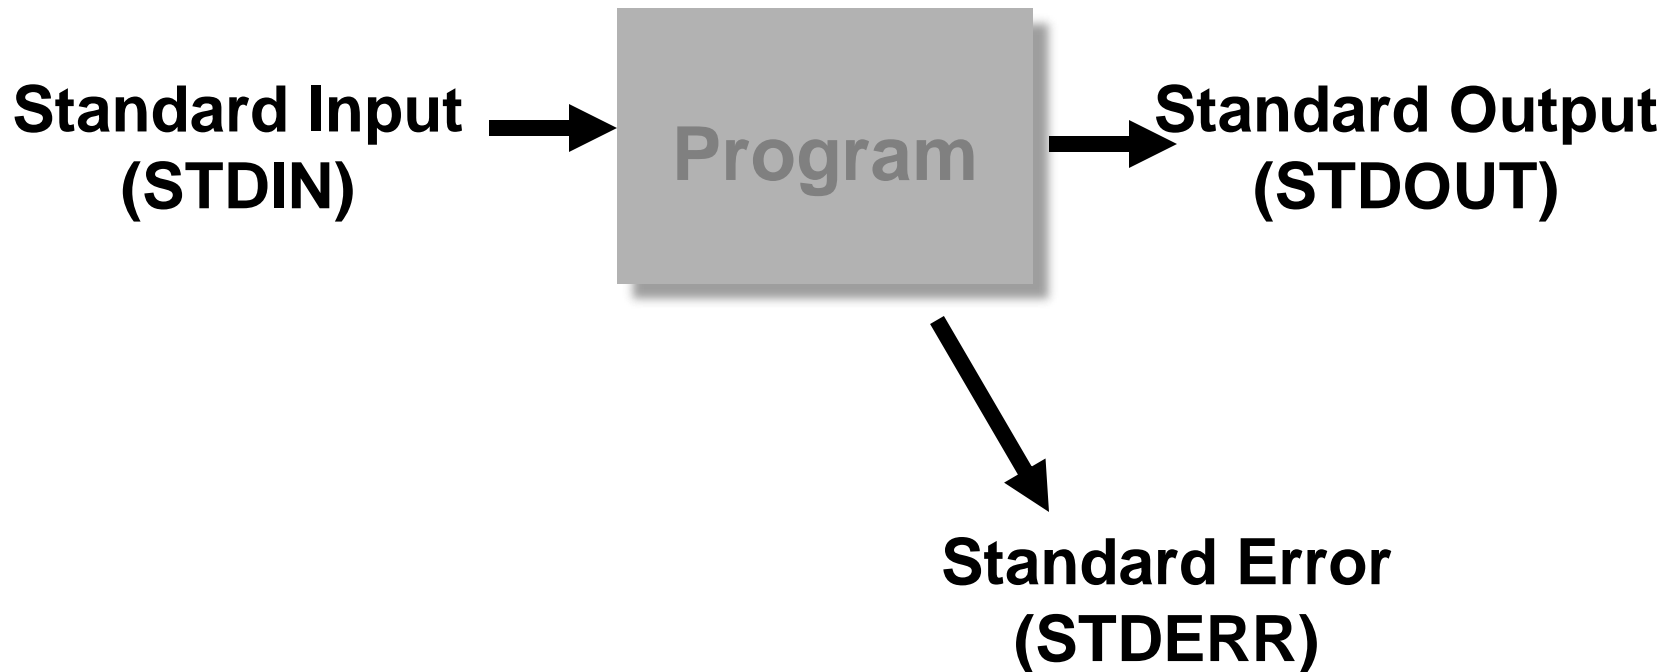 Standard Input
(STDIN)
Program
Standard Output
(STDOUT)
Standard Error
(STDERR)